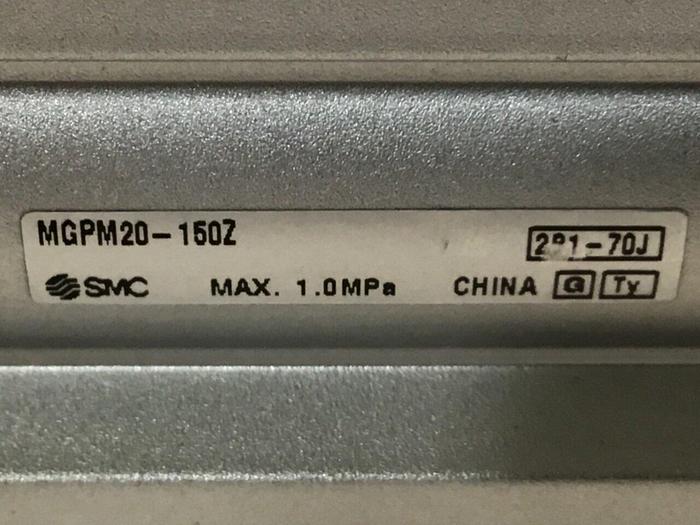 MGPM20-150Z
SMC MAX. 1.0MPa CHINA G Ty